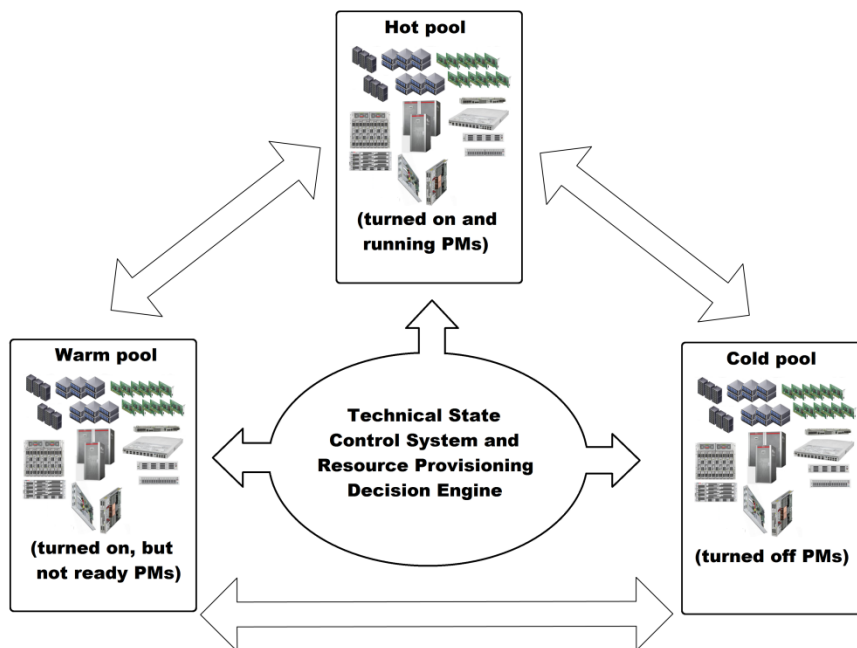 Hot pool
(turned on and
running PMs)
Warm pool
(turned on, but
not ready PMs)
Technical State
Control System and
Resource Provisioning
Decision Engine
Cold pool
(turned off PMs)